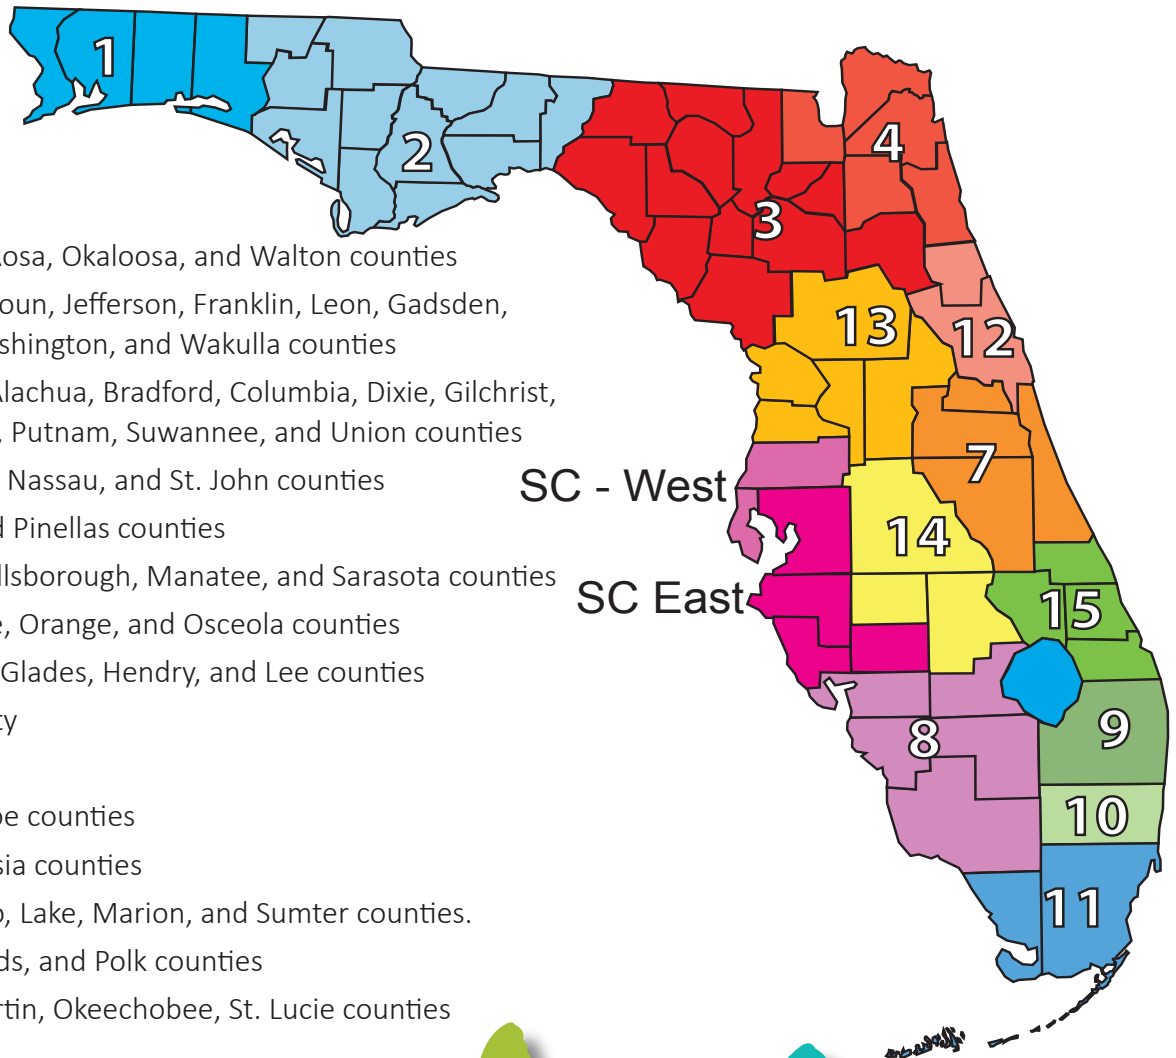 1
2
3
4
13
12
7
14
15
8
9
10
11
SC - West
SC East
osa, Okaloosa, and Walton counties
oun, Jefferson, Franklin, Leon, Gadsden,
shington, and Wakulla counties
Alachua, Bradford, Columbia, Dixie, Gilchrist,
, Putnam, Suwannee, and Union counties
Nassau, and St. John counties
d Pinellas counties
llsborough, Manatee, and Sarasota counties
e, Orange, and Osceola counties
Glades, Hendry, and Lee counties
ty
oe counties
sia counties
o, Lake, Marion, and Sumter counties.
ds, and Polk counties
rtin, Okeechobee, St. Lucie counties